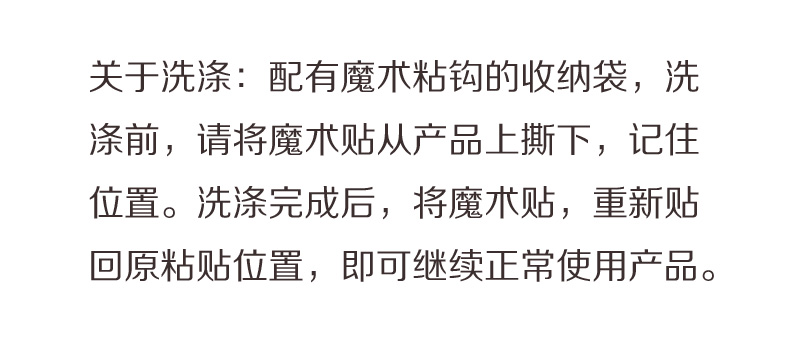 关于洗涤：配有魔术粘钩的收纳袋，洗
涤前，请将魔术贴从产品上撕下，记住
位置。洗涤完成后，将魔术贴，重新贴
回原粘贴位置，即可继续正常使用产品。